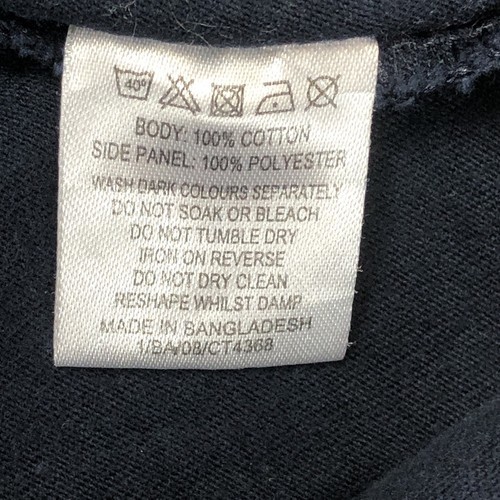 40°
BODY: 100% COTTON
SIDE PANEL: 100% POLYESTER
WASH DARK COLOURS SEPARATELY
DO NOT SOAK OR BLEACH
DO NOT TUMBLE DRY
IRON ON REVERSE
DO NOT DRY CLEAN
RESHAPE WHILST DAMP
MADE IN BANGLADESH
1/BA/08/CT4368